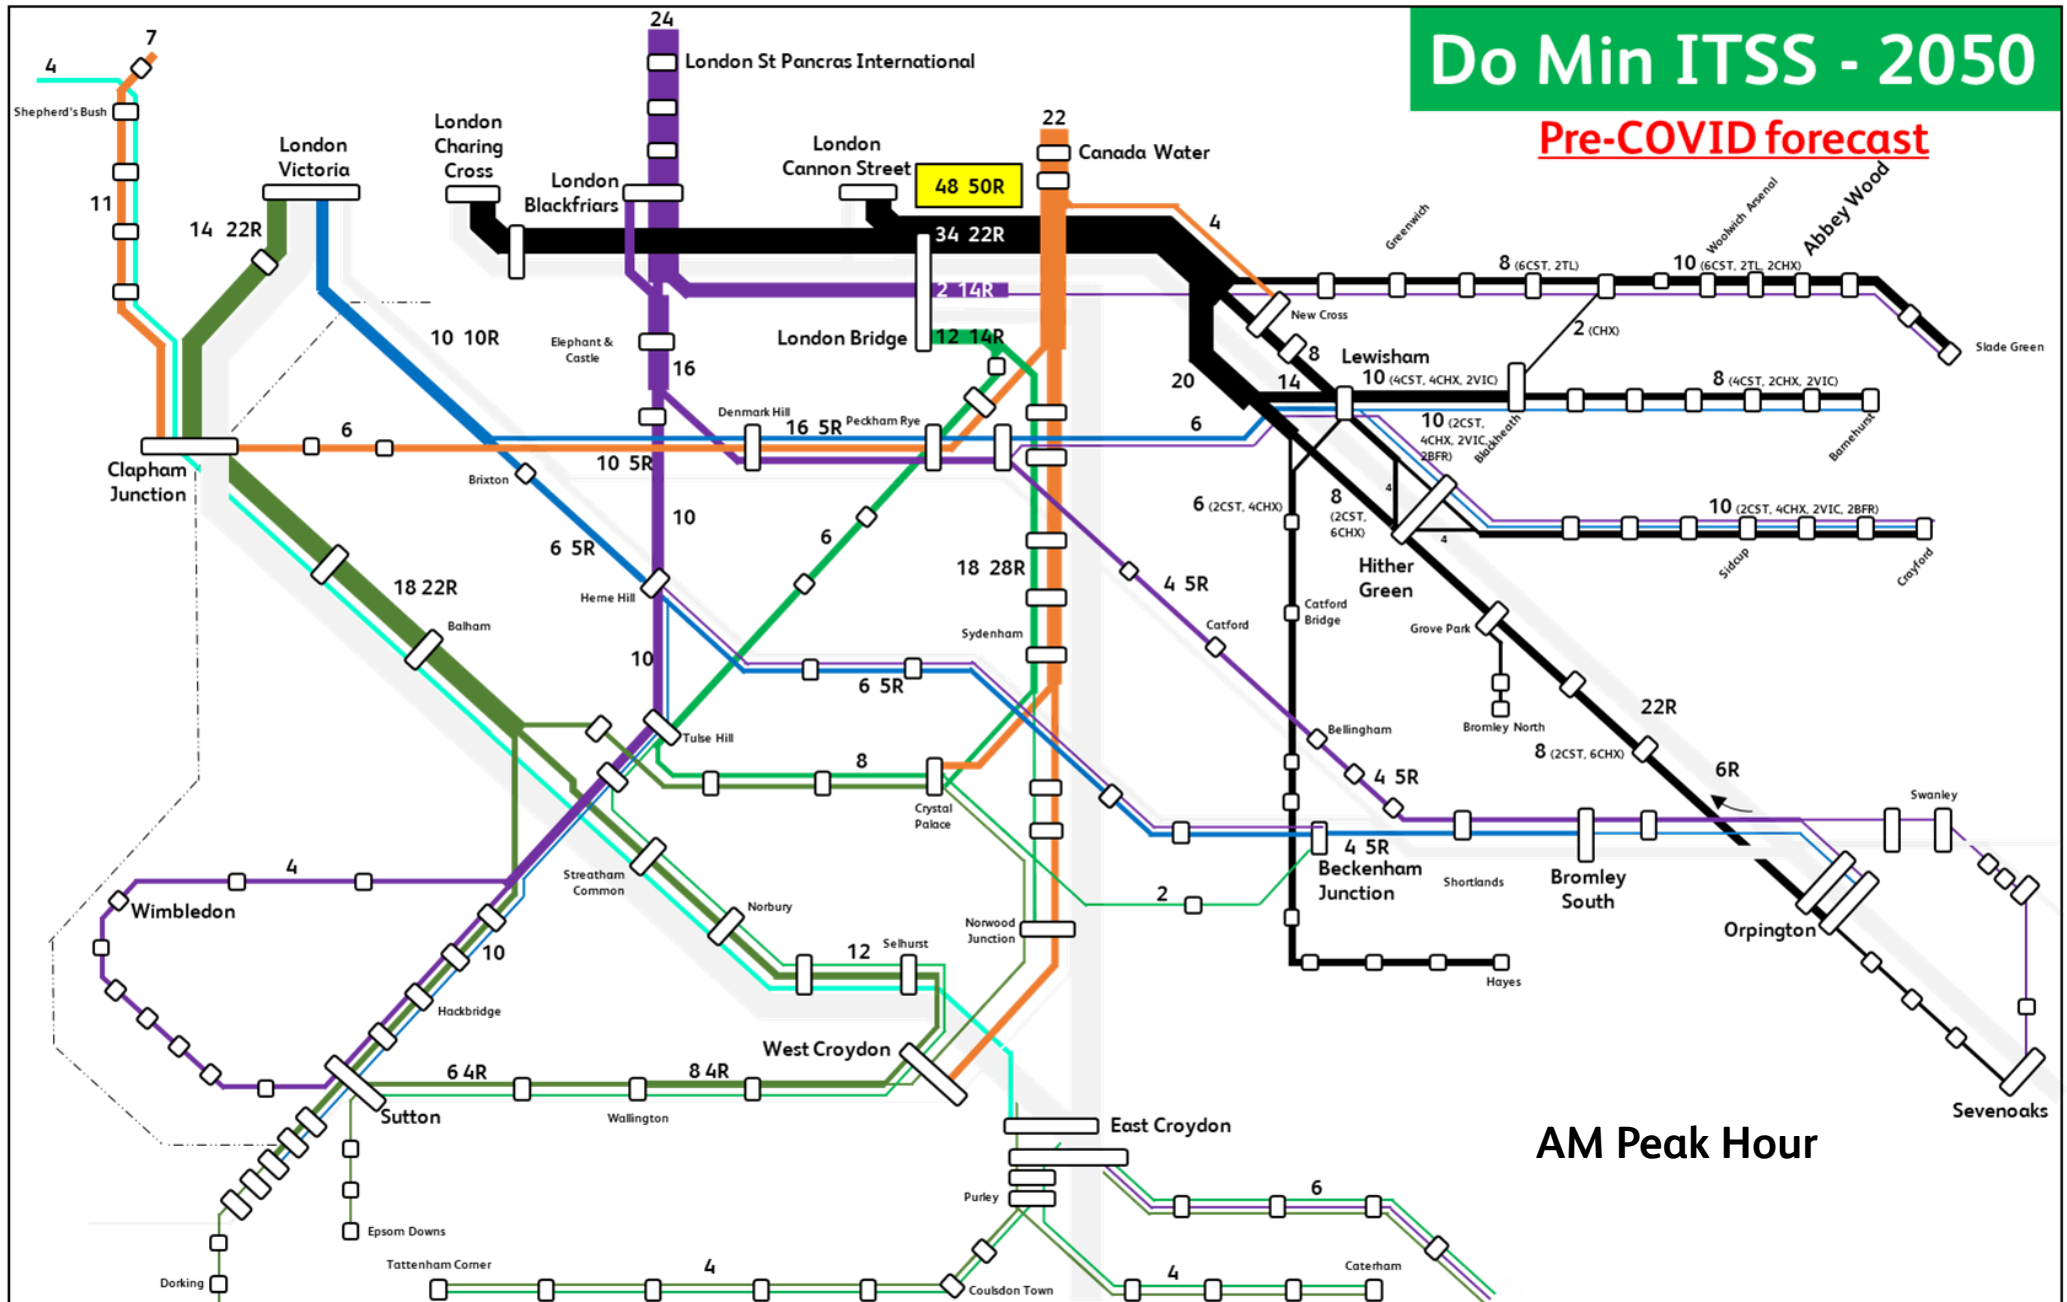 Do Min ITSS - 2050
Pre-COVID forecast
24
7
4
London St Pancras International
Shepherd's Bush
22
Canada Water
London
Charing
Cross
London
Victoria
London
Cannon Street
48 50R
London
Blackfriars
11
14 22R
34 22R
4
Greenwich
Woolwich Arsenal
Abbey Wood
8 (6CST, 2TL)
10 (6CST, 2TL, 2CHX)
2 14R
New Cross
2 (CHX)
Slade Green
10 10R
Elephant &
Castle
London Bridge
12 14R
16
8
Lewisham
20
14
10 (4CST, 4CHX, 2VIC)
8 (4CST, 2CHX, 2VIC)
Denmark Hill
16 5R
Peckham Rye
6
6
10 (2CST,
4CHX, 2VIC,
2BFR)
Blackheath
Barnehurst
Clapham
Junction
Brixton
10 5R
10
6 (2CST, 4CHX)
8
(2CST,
6CHX)
4
4
10 (2CST, 4CHX, 2VIC, 2BFR)
Sidcup
Crayford
6
6 5R
Hither
Green
18 22R
Herne Hill
18 28R
4 5R
Catford
Catford
Bridge
Grove Park
Balham
Sydenham
10
6 5R
Bromley North
22R
Tulse Hill
Bellingham
8 (2CST, 6CHX)
8
4 5R
6R
Swanley
Crystal
Palace
4 5R
Beckenham
Junction
Shortlands
Bromley
South
4
Streatham
Common
Wimbledon
Norbury
2
Norwood
Junction
Orpington
10
12
Selhurst
Hayes
Hackbridge
West Croydon
6 4R
8 4R
Wallington
Sutton
Sevenoaks
East Croydon
AM Peak Hour
Purley
6
Epsom Downs
Tattenham Corner
4
Coulsdon Town
4
Caterham
Dorking